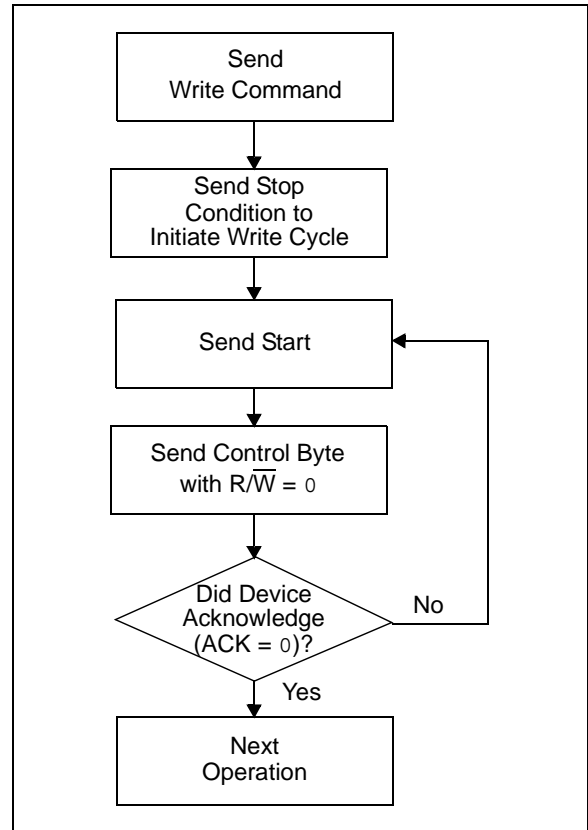 Send
Write Command
Send Stop
Condition to
Initiate Write Cycle
Send Start
Send Control Byte
with R/W̅ = 0
Did Device
Acknowledge
(ACK = 0)?
No
Yes
Next
Operation